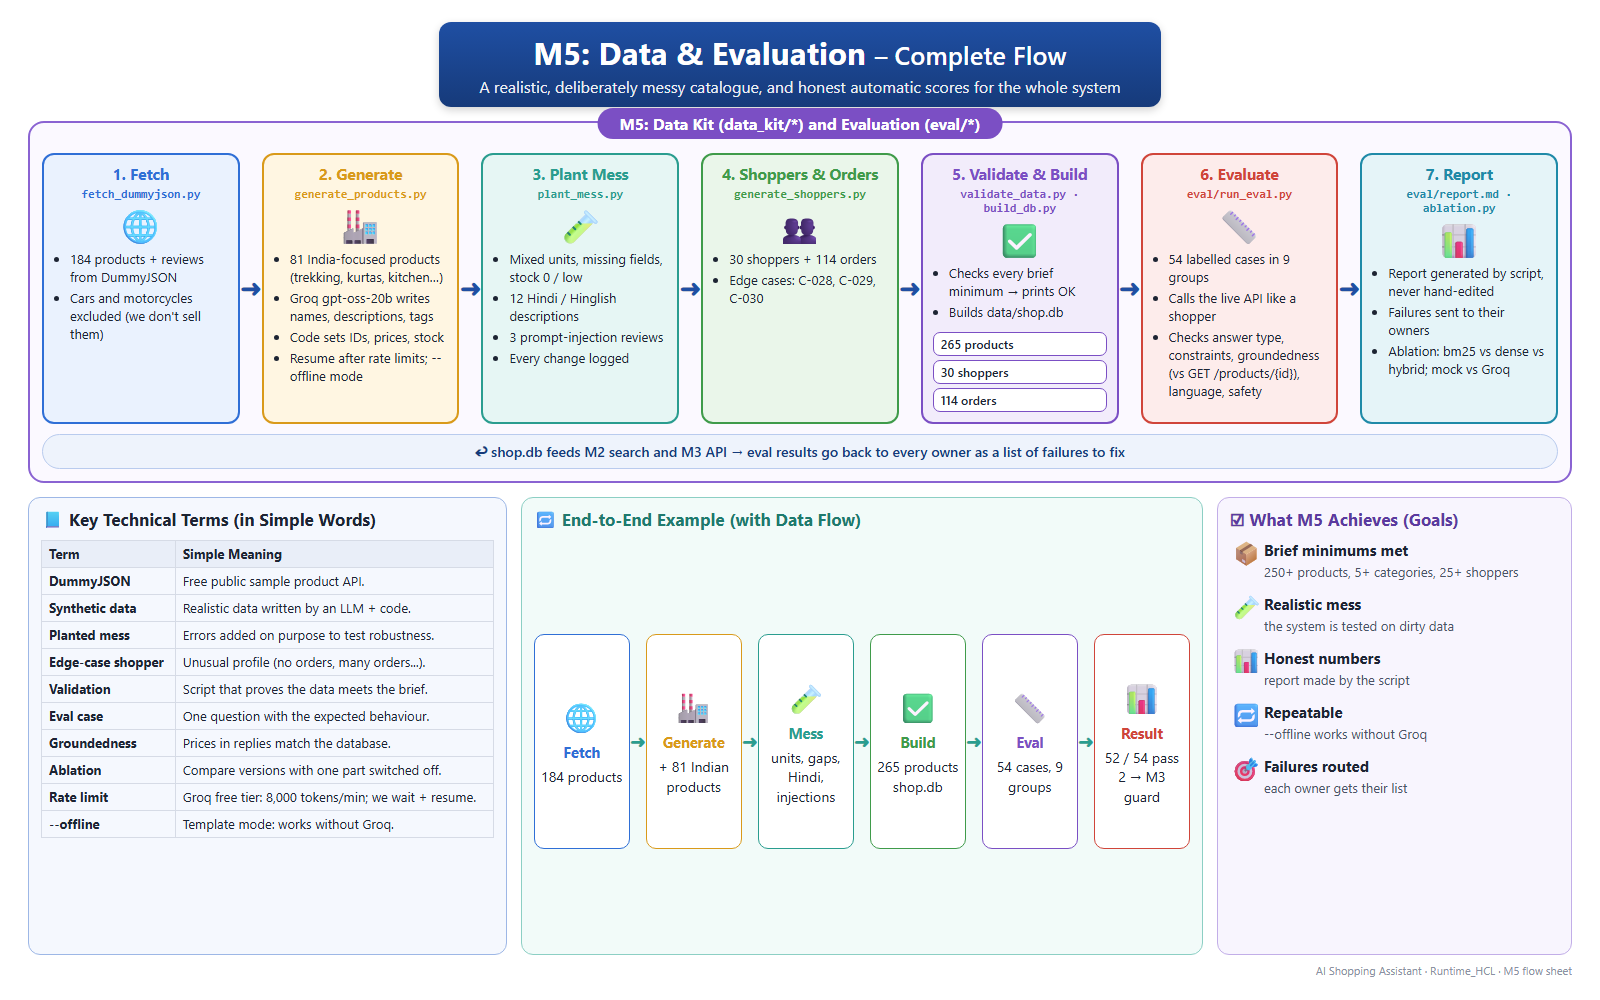 M5: Data & Evaluation – Complete Flow
A realistic, deliberately messy catalogue, and honest automatic scores for the whole system
M5: Data Kit (data_kit/*) and Evaluation (eval/*)
1. Fetch
fetch_dummyjson.py
• 184 products + reviews
from DummyJSON
• Cars and motorcycles
excluded (we don't sell
them)
2. Generate
generate_products.py
• 81 India-focused products
(trekking, kurtas, kitchen...)
• Groq gpt-oss-20b writes
names, descriptions, tags
• Code sets IDs, prices, stock
• Resume after rate limits; --
offline mode
3. Plant Mess
plant_mess.py
• Mixed units, missing fields,
stock 0 / low
• 12 Hindi / Hinglish
descriptions
• 3 prompt-injection reviews
• Every change logged
4. Shoppers & Orders
generate_shoppers.py
• 30 shoppers + 114 orders
• Edge cases: C-028, C-029,
C-030
5. Validate & Build
validate_data.py ·
build_db.py
• Checks every brief
minimum → prints OK
• Builds data/shop.db
265 products
30 shoppers
114 orders
6. Evaluate
eval/run_eval.py
• 54 labelled cases in 9
groups
• Calls the live API like a
shopper
• Checks answer type,
constraints, groundedness
(vs GET /products/{id}),
language, safety
7. Report
eval/report.md ·
ablation.py
• Report generated by script,
never hand-edited
• Failures sent to their
owners
• Ablation: bm25 vs dense vs
hybrid; mock vs Groq
↩ shop.db feeds M2 search and M3 API → eval results go back to every owner as a list of failures to fix
Key Technical Terms (in Simple Words)
Term Simple Meaning
DummyJSON Free public sample product API.
Synthetic data Realistic data written by an LLM + code.
Planted mess Errors added on purpose to test robustness.
Edge-case shopper Unusual profile (no orders, many orders...).
Validation Script that proves the data meets the brief.
Eval case One question with the expected behaviour.
Groundedness Prices in replies match the database.
Ablation Compare versions with one part switched off.
Rate limit Groq free tier: 8,000 tokens/min; we wait + resume.
--offline Template mode: works without Groq.
End-to-End Example (with Data Flow)
Fetch
184 products
Generate
+ 81 Indian
products
Mess
units, gaps,
Hindi,
injections
Build
265 products
shop.db
Eval
54 cases, 9
groups
Result
52 / 54 pass
2 → M3
guard
What M5 Achieves (Goals)
Brief minimums met
250+ products, 5+ categories, 25+ shoppers
Realistic mess
the system is tested on dirty data
Honest numbers
report made by the script
Repeatable
--offline works without Groq
Failures routed
each owner gets their list
AI Shopping Assistant · Runtime_HCL · M5 flow sheet